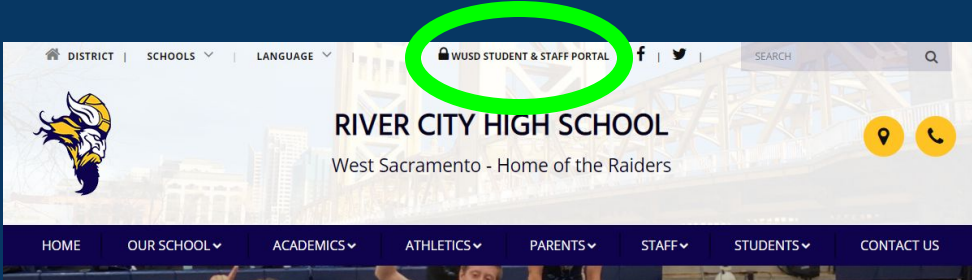 DISTRICT | SCHOOLS | LANGUAGE | WUSD STUDENT & STAFF PORTAL f | |
SEARCH
RIVER CITY HIGH SCHOOL
West Sacramento - Home of the Raiders
HOME OUR SCHOOL ACADEMICS ATHLETICS PARENTS STAFF STUDENTS CONTACT US